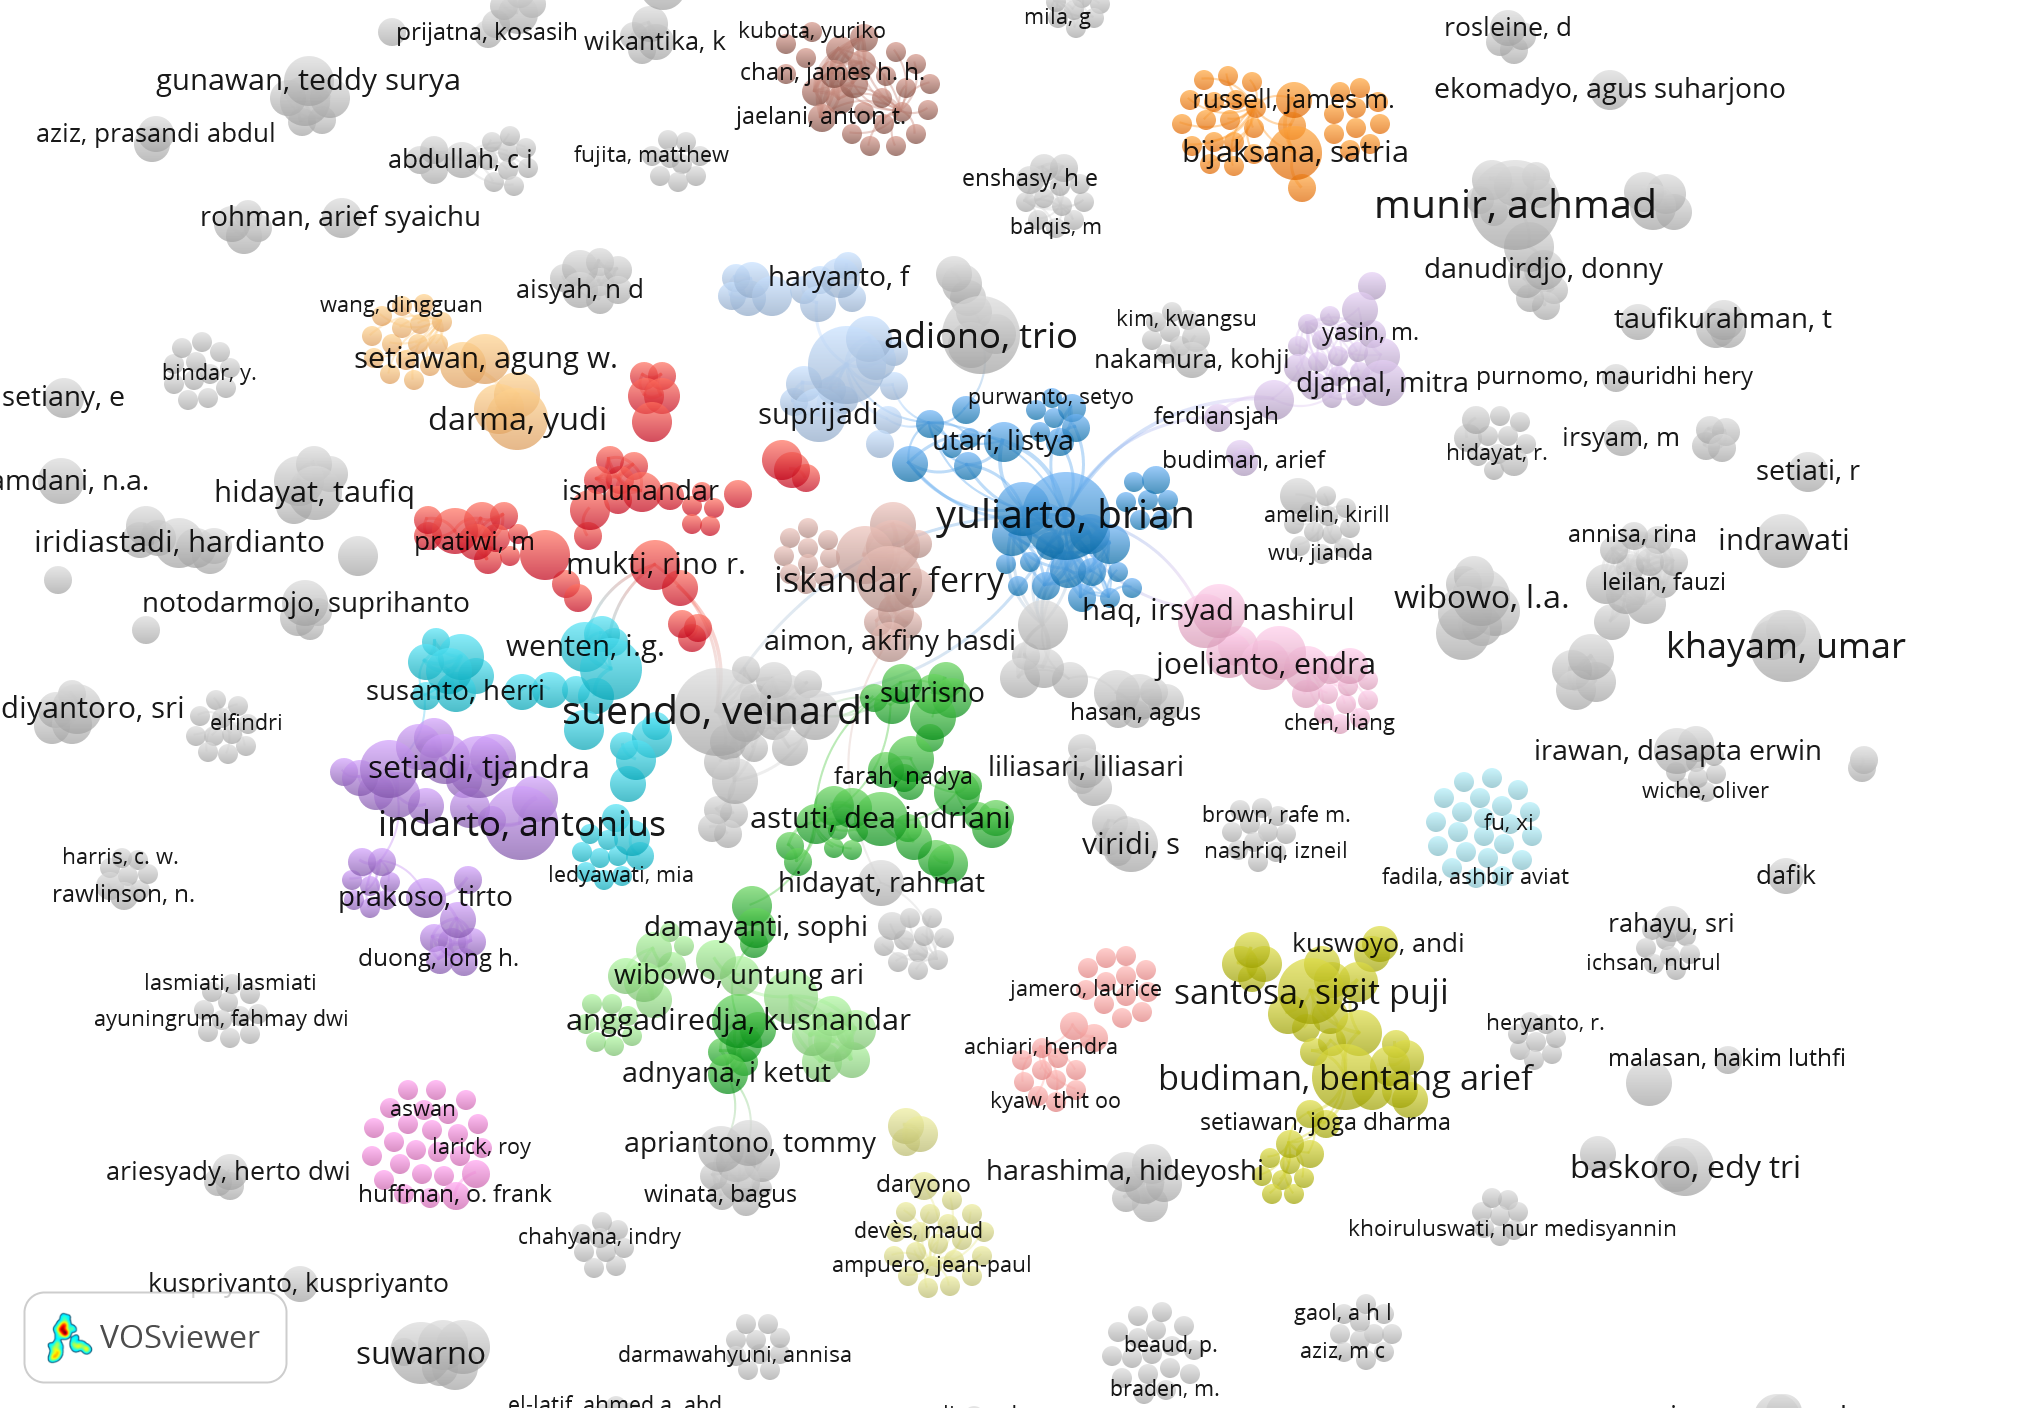 mila, g
rosleine, d
prijatna, kosasih
wikantika, k
kubota, yuriko
gunawan, teddy surya
chan, james h. h.
ekomadyo, agus suharjono
russell, james m.
jaelani, anton t.
aziz, prasandi abdul
abdullah, c i
fujita, matthew
bijaksana, satria
enshasy, h e
munir, achmad
rohman, arief syaichu
balqis, m
danudirdjo, donny
haryanto, f
aisyah, n d
wang, dingguan
kim, kwangsu
taufikurahman, t
adiono, trio
yasin, m.
setiawan, agung w.
nakamura, kohji
bindar, y.
djamal, mitra
purnomo, mauridhi hery
setiany, e
purwanto, setyo
suprijadi
ferdiansjah
darma, yudi
utari, listya
irsyam, m
hidayat, r.
budiman, arief
setiati, r
amdani, n.a.
hidayat, taufiq
ismunandar
yuliarto, brian
amelin, kirill
iridiastadi, hardianto
pratiwi, m
annisa, rina
indrawati
wu, jianda
mukti, rino r.
iskandar, ferry
leilan, fauzi
notodarmojo, suprihanto
haq, irsyad nashirul
wibowo, l.a.
wenten, i.g.
aimon, akfiny hasdi
khayam, umar
joelianto, endra
susanto, herri
sutrisno
diyantoro, sri
elfindri
suendo, veinardi
hasan, agus
chen, liang
irawan, dasapta erwin
setiadi, tjandra
farah, nadya
liliasari, liliasari
wiche, oliver
indarto, antonius
astuti, dea indriani
brown, rafe m.
fu, xi
viridi, s
nashriq, izneil
harris, c. w.
ledyawati, mia
hidayat, rahmat
fadila, ashbir aviat
dafik
rawlinson, n.
prakoso, tirto
damayanti, sophi
rahayu, sri
kuswoyo, andi
duong, long h.
ichsan, nurul
wibowo, untung ari
lasmiati, lasmiati
jamero, laurice
santosa, sigit puji
ayuningrum, fahmay dwi
anggadiredja, kusnandar
heryanto, r.
achiari, hendra
malasan, hakim luthfi
adnyana, i ketut
budiman, bentang arief
kyaw, thit oo
aswan
setiawan, joga dharma
larick, roy
apriantono, tommy
ariesyady, herto dwi
harashima, hideyoshi
baskoro, edy tri
huffman, o. frank
winata, bagus
daryono
devès, maud
khoiruluswati, nur medisyannin
chahyana, indry
ampuero, jean-paul
kuspriyanto, kuspriyanto
gaol, a h l
VOSviewer
beaud, p.
aziz, m c
suwarno
darmawahyuni, annisa
braden, m.
el-latif, ahmed a. abd